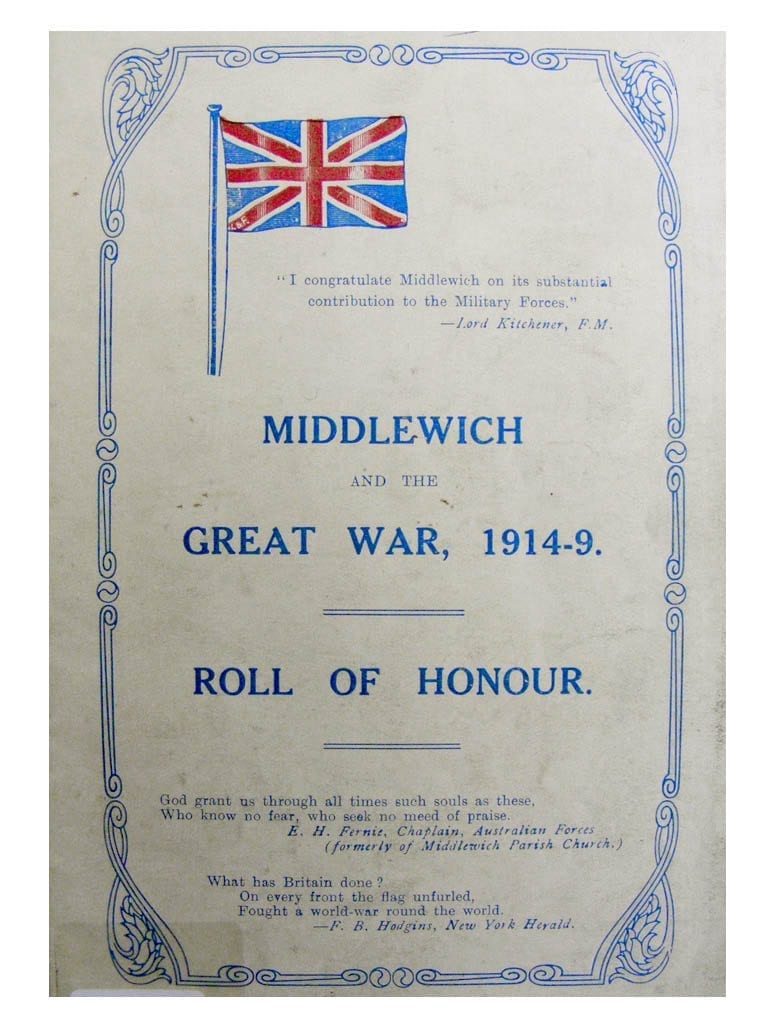 "I congratulate Middlewich on its substantial
contribution to the Military Forces."
—Lord Kitchener, F.M.
MIDDLEWICH
AND THE
GREAT WAR, 1914-9.
ROLL OF HONOUR.
God grant us through all times such souls as these,
Who know no fear, who seek no meed of praise.
E. H. Fernie, Chaplain, Australian Forces
(formerly of Middlewich Parish Church.)
What has Britain done?
On every front the flag unfurled,
Fought a world-war round the world.
—F. B. Hodgins, New York Herald.